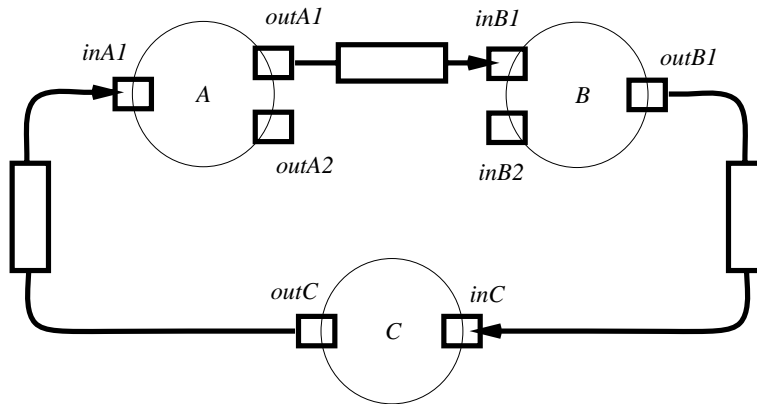 outA1
inB1
inA1
outB1
A
B
outA2
inB2
outC
inC
C